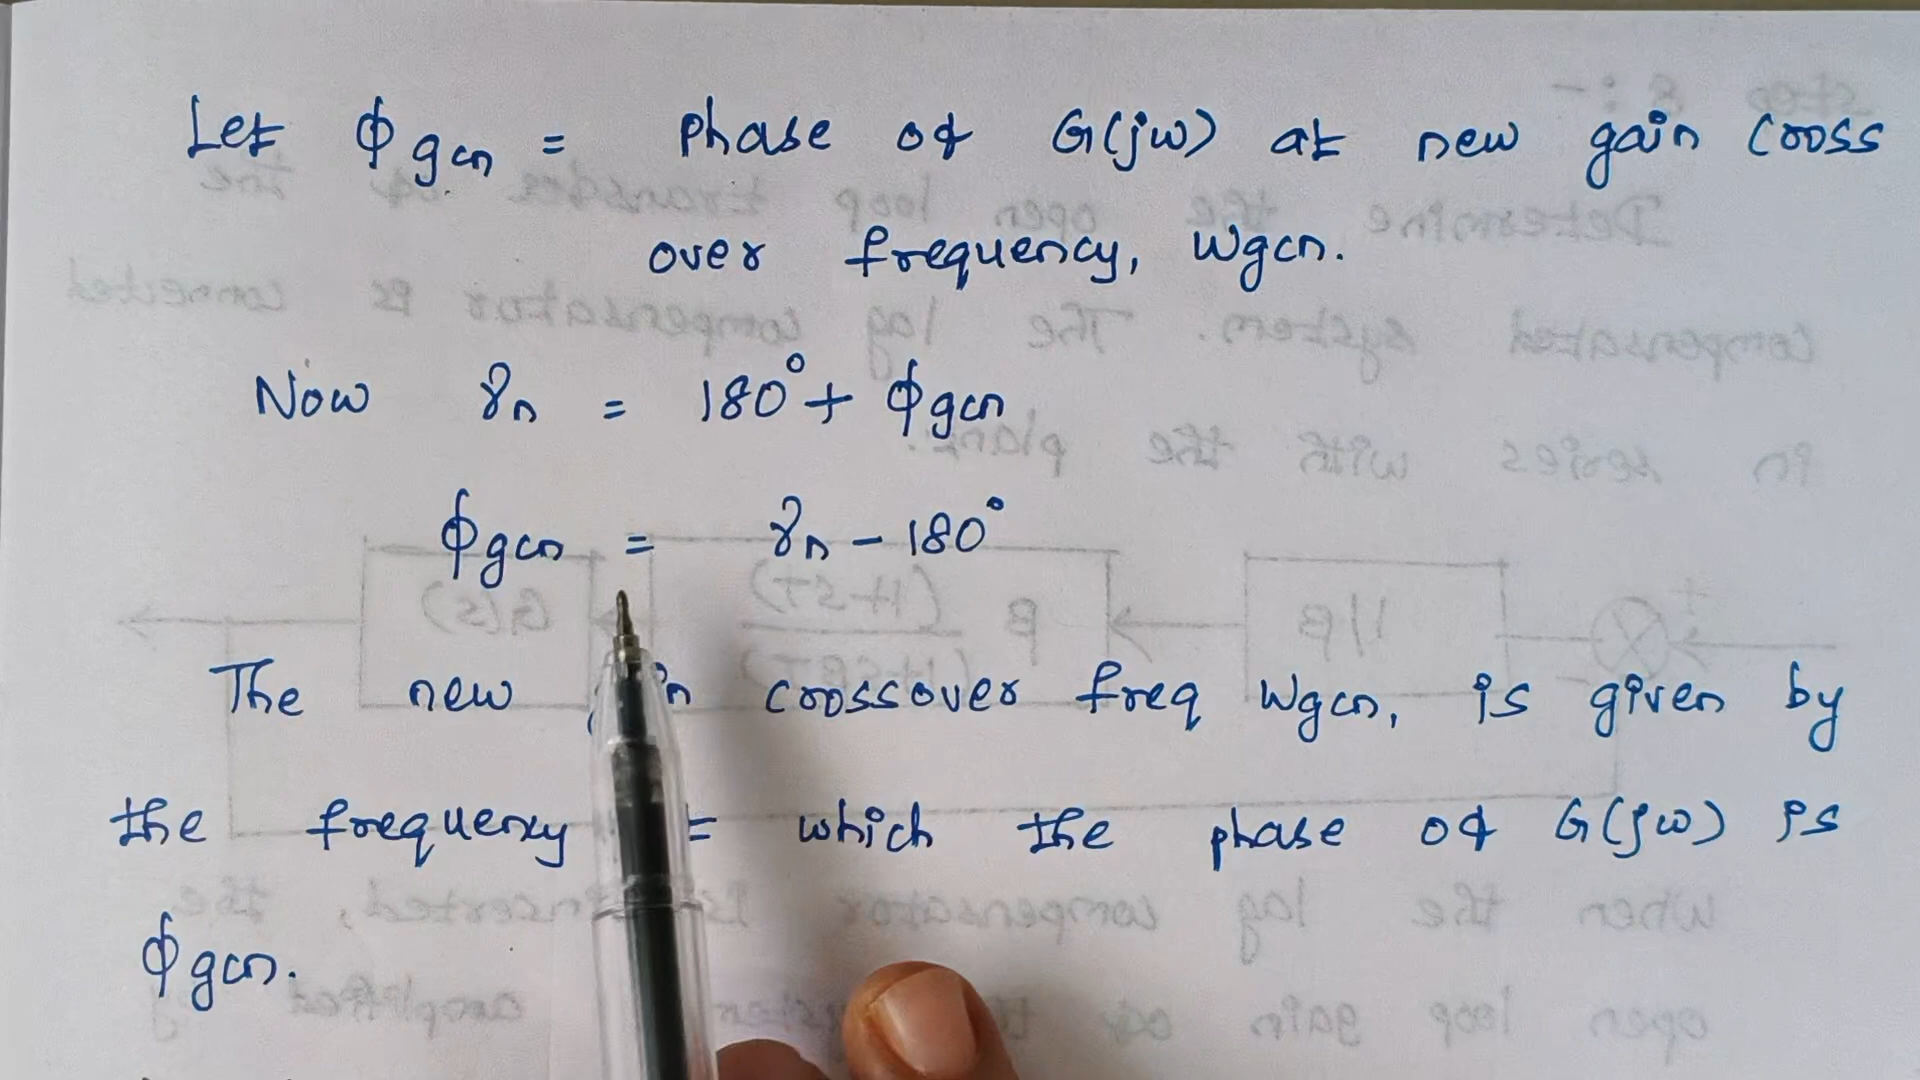 Let ϕgcn = phase of G(jω) at new gain cross
over frequency, ωgcn.
Now γn = 180° + ϕgcn
ϕgcn = γn - 180°
The new crossover freq ωgcn, is given by
the frequency = which the phase of G(jω) is
ϕgcn.